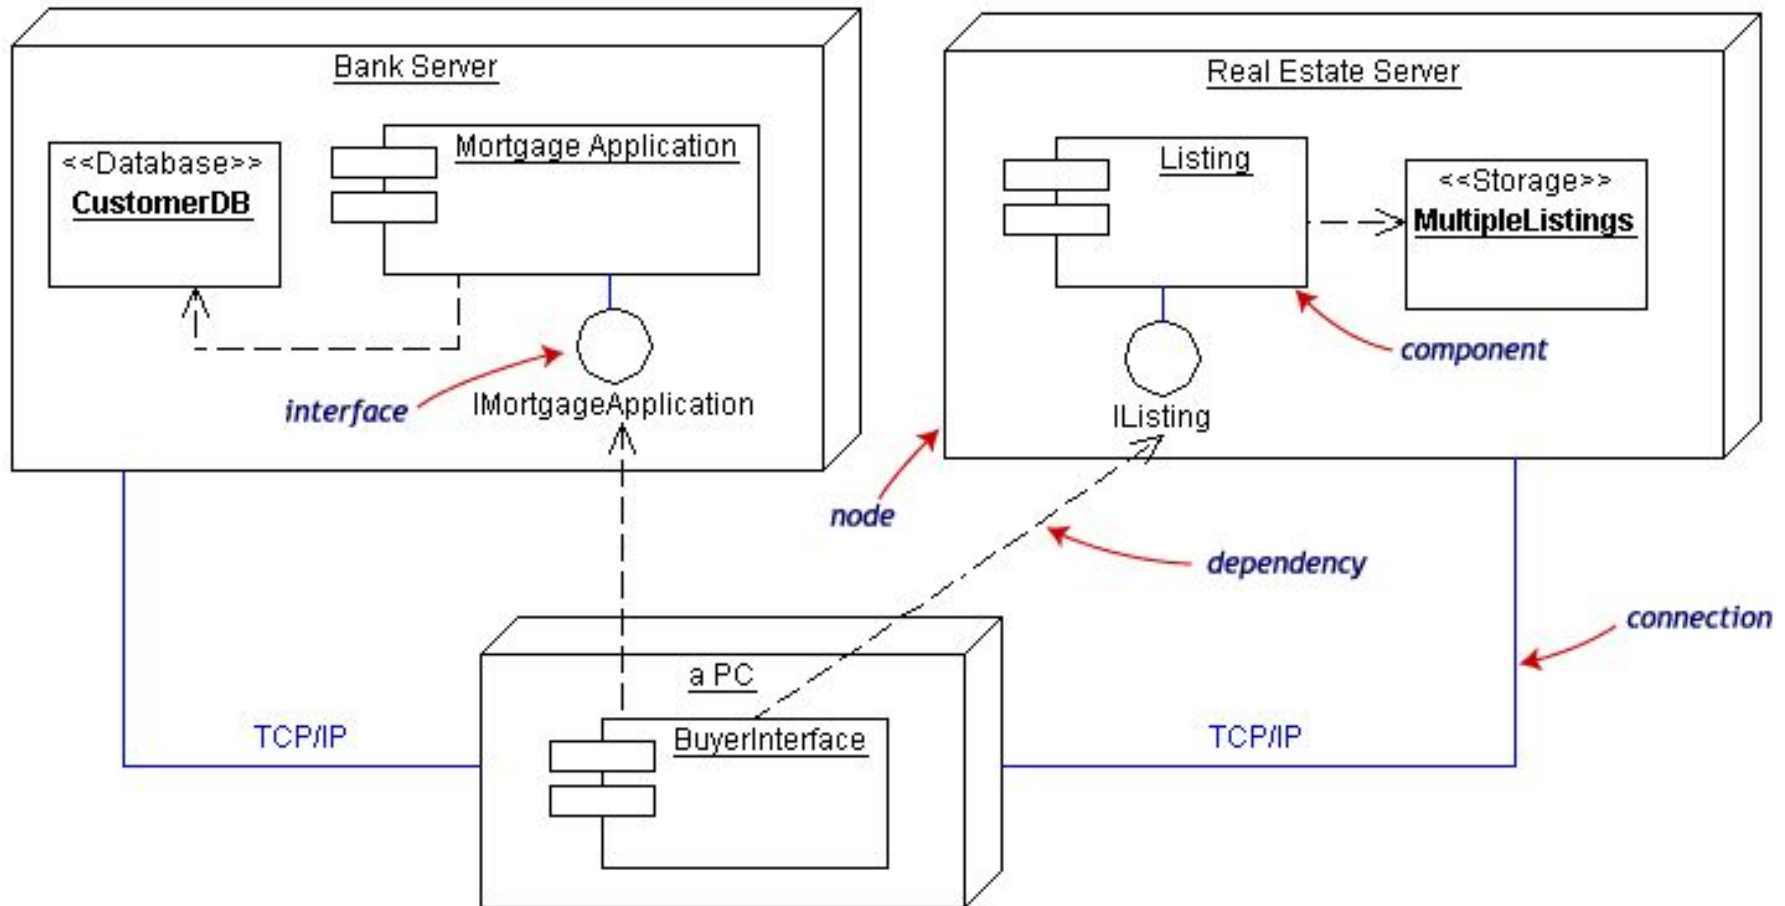 Bank Server
<<Database>>
CustomerDB
Mortgage Application
interface
IMortgageApplication
Real Estate Server
Listing
<<Storage>>
MultipleListings
component
IListing
node
dependency
connection
a PC
BuyerInterface
TCP/IP
TCP/IP